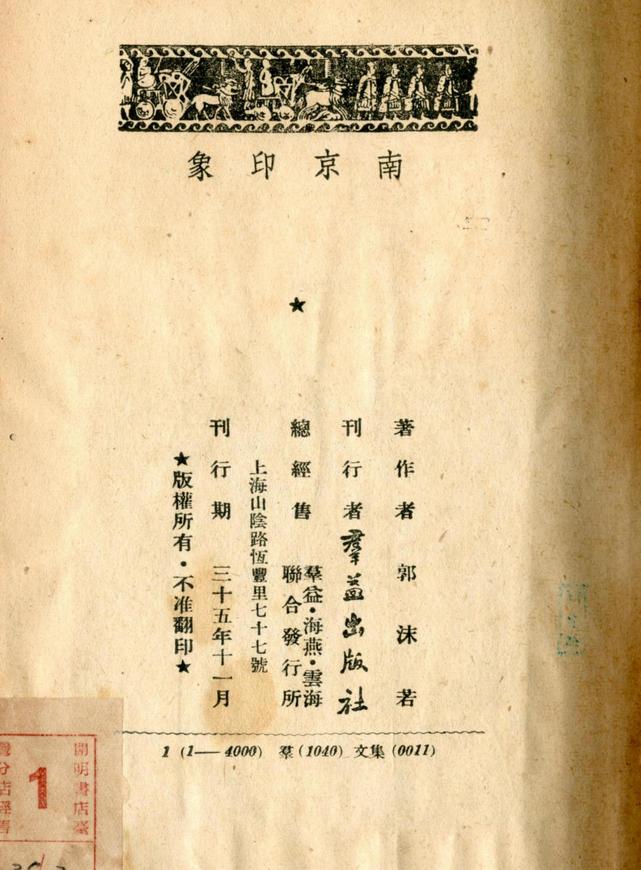 南京印象
★
著作者 郭沫若
刊行者 羣益出版社
總經售 羣益·海燕·雲海
聯合發行所
上海山陰路恆豐里七十七號
刊行期 三十五年十一月
★版權所有·不准翻印★
1 (1—4000) 羣(1040) 文集(0011)
開明書店臺
1
分店經售